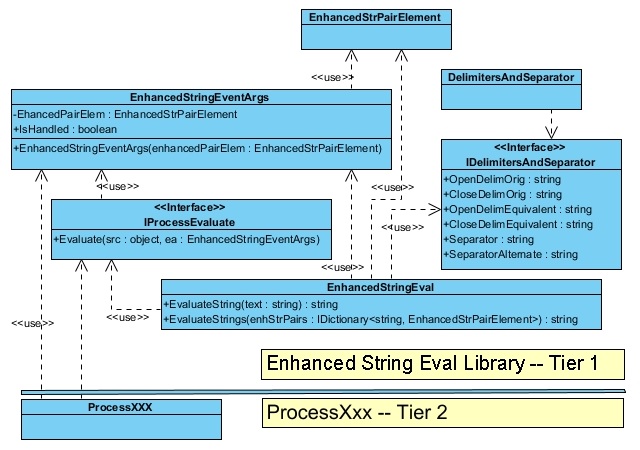 EnhancedStrPairElement
<<use>>
DelimitersAndSeparator
EnhancedStringEventArgs
-EhancedPairElem : EnhancedStrPairElement
+IsHandled : boolean
+EnhancedStringEventArgs(enhancedPairElem : EnhancedStrPairElement)
<<Interface>>
IDelimitersAndSeparator
+OpenDelimOrig : string
+CloseDelimOrig : string
+OpenDelimEquivalent : string
+CloseDelimEquivalent : string
+Separator : string
+SeparatorAlternate : string
<<use>>
<<use>>
<<Interface>>
IProcessEvaluate
+Evaluate(src : object, ea : EnhancedStringEventArgs)
<<use>>
<<use>>
EnhancedStringEval
+EvaluateString(text : string) : string
+EvaluateStrings(enhStrPairs : IDictionary<string, EnhancedStrPairElement>) : string
<<use>>
<<use>>
Enhanced String Eval Library -- Tier 1
ProcessXXX
ProcessXxx -- Tier 2